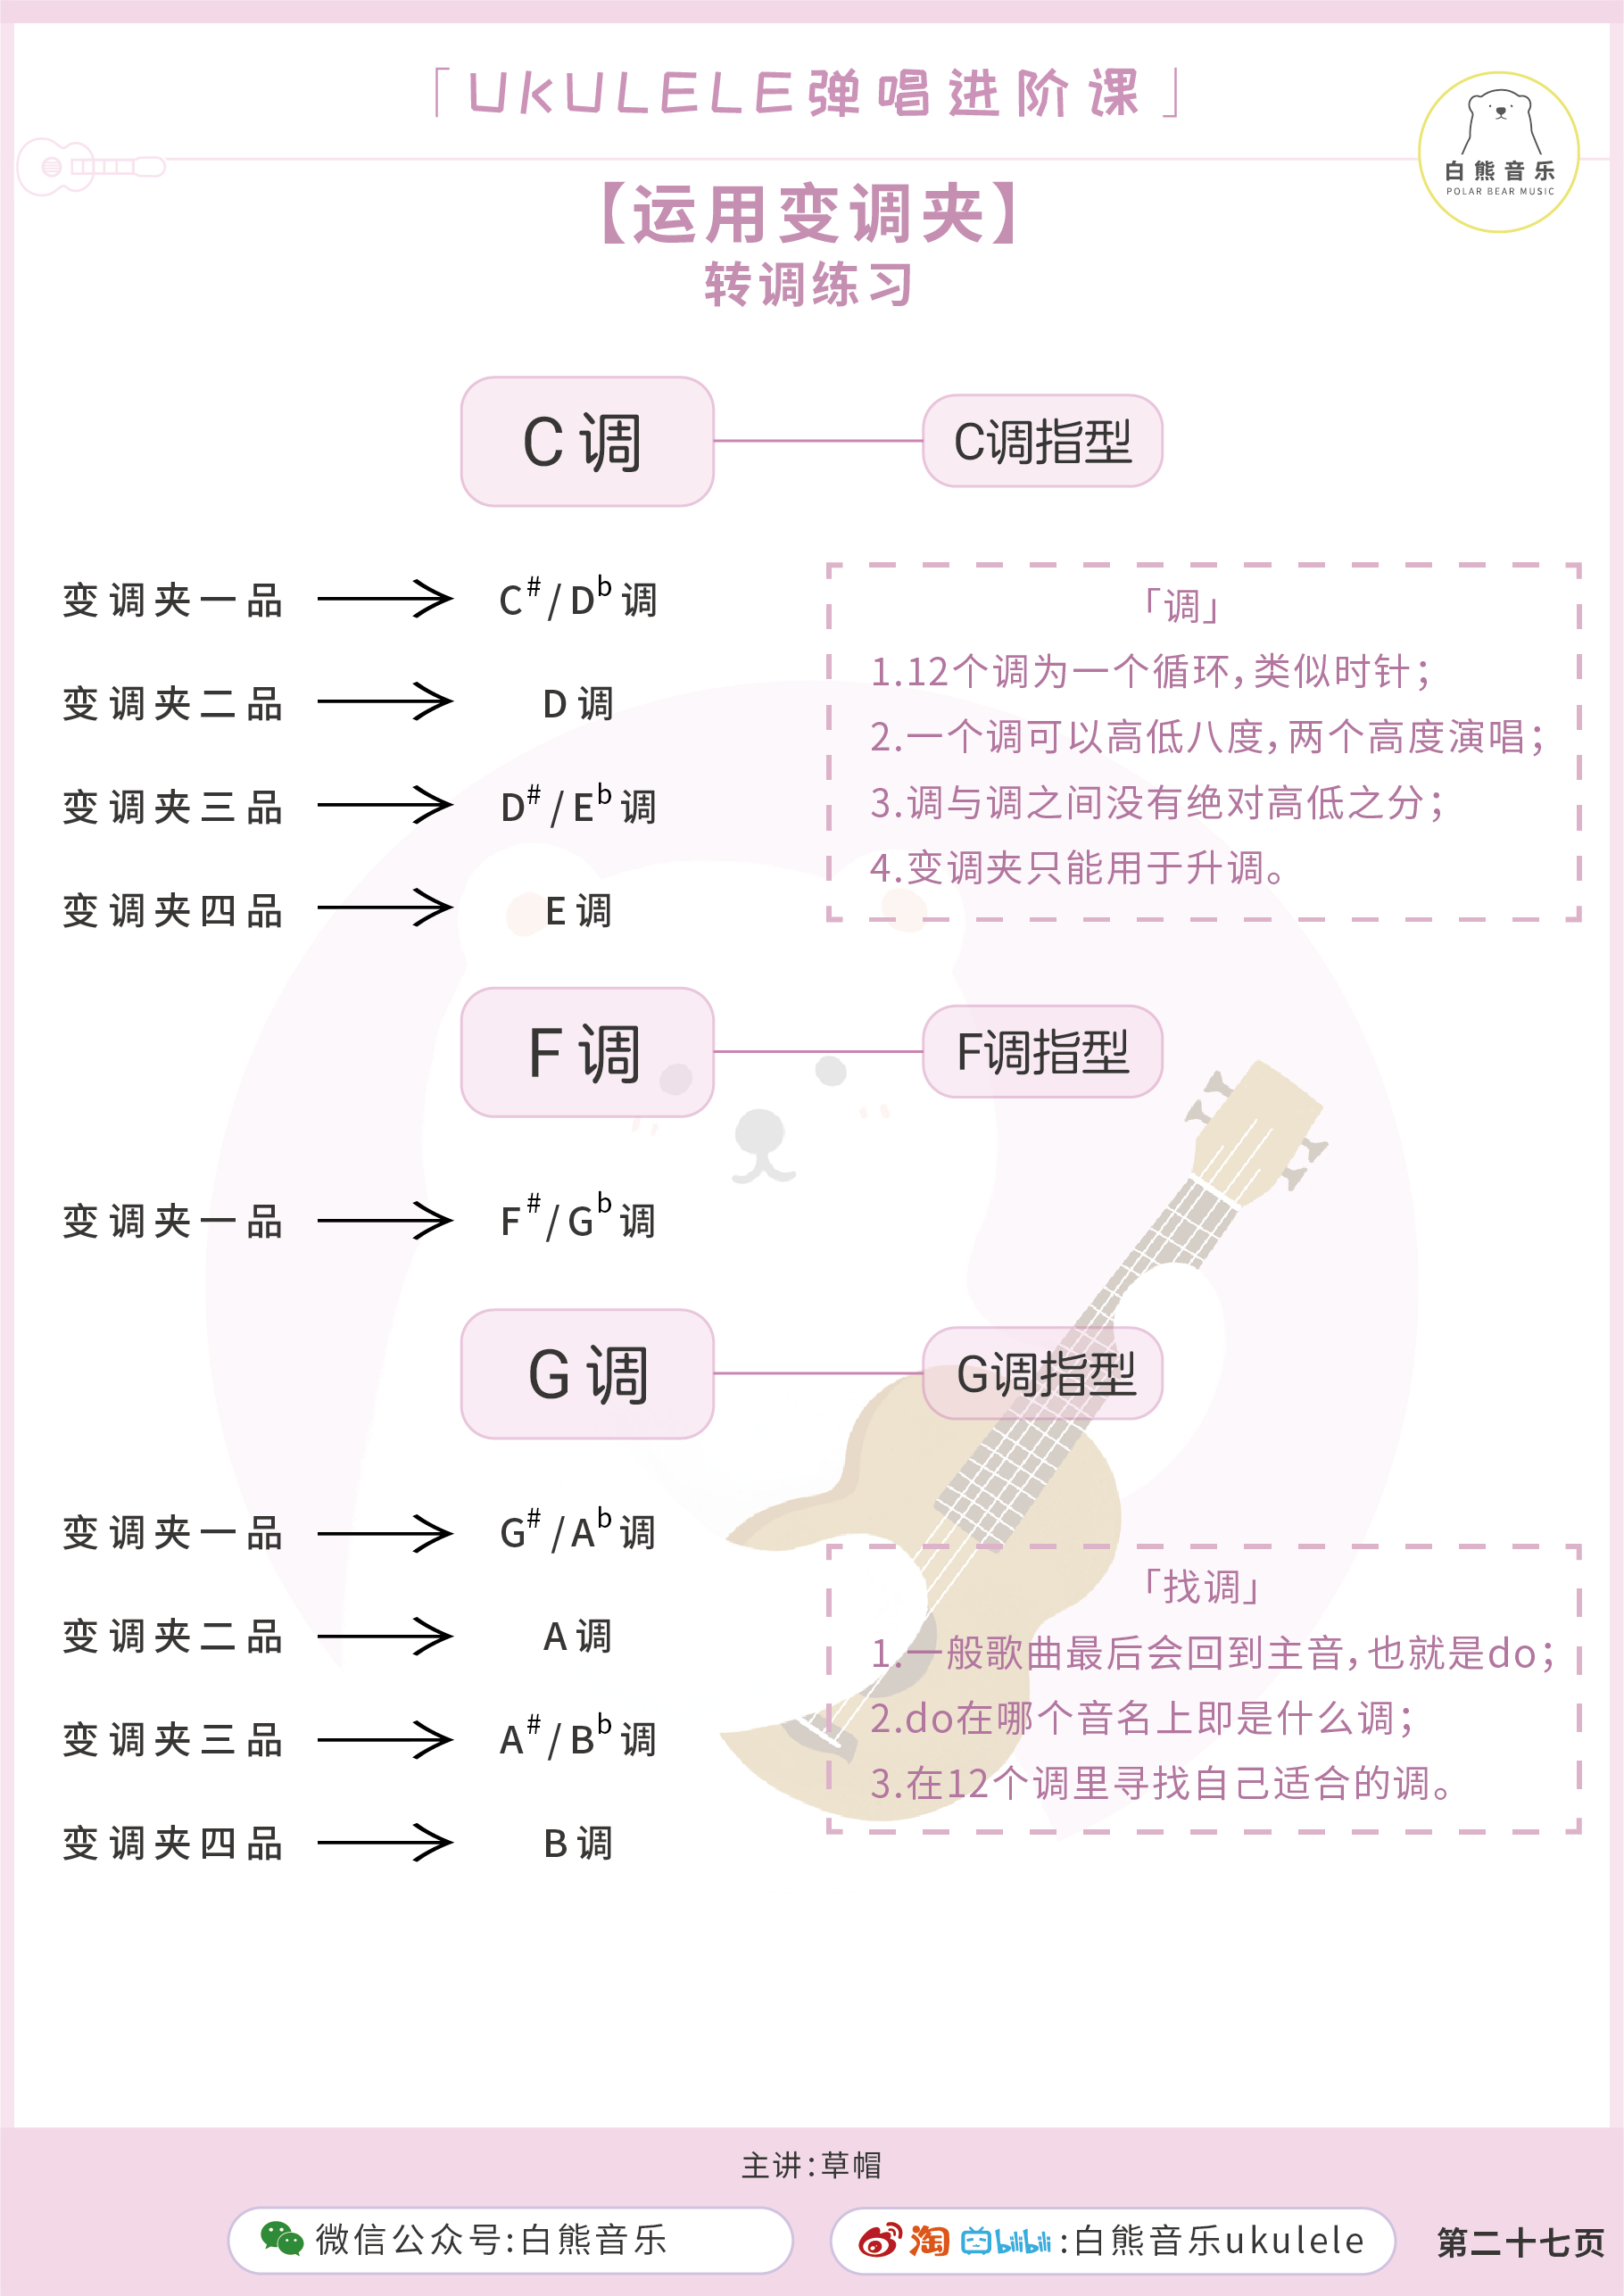 「UKULELE弹唱进阶课」
白熊音乐
POLAR BEAR MUSIC
【运用变调夹】
转调练习
C 调
C调指型
变调夹一品 C#/Db 调
变调夹二品 D 调
变调夹三品 D#/Eb 调
变调夹四品 E 调
「调」
1.12个调为一个循环，类似时针；
2.一个调可以高低八度，两个高度演唱；
3.调与调之间没有绝对高低之分；
4.变调夹只能用于升调。
F 调
F调指型
变调夹一品 F#/Gb 调
G 调
G调指型
变调夹一品 G#/Ab 调
变调夹二品 A 调
变调夹三品 A#/Bb 调
变调夹四品 B 调
「找调」
1.一般歌曲最后会回到主音，也就是do；
2.do在哪个音名上即是什么调；
3.在12个调里寻找自己适合的调。
主讲：草帽
微信公众号：白熊音乐
淘 bilibili :白熊音乐ukulele
第二十七页